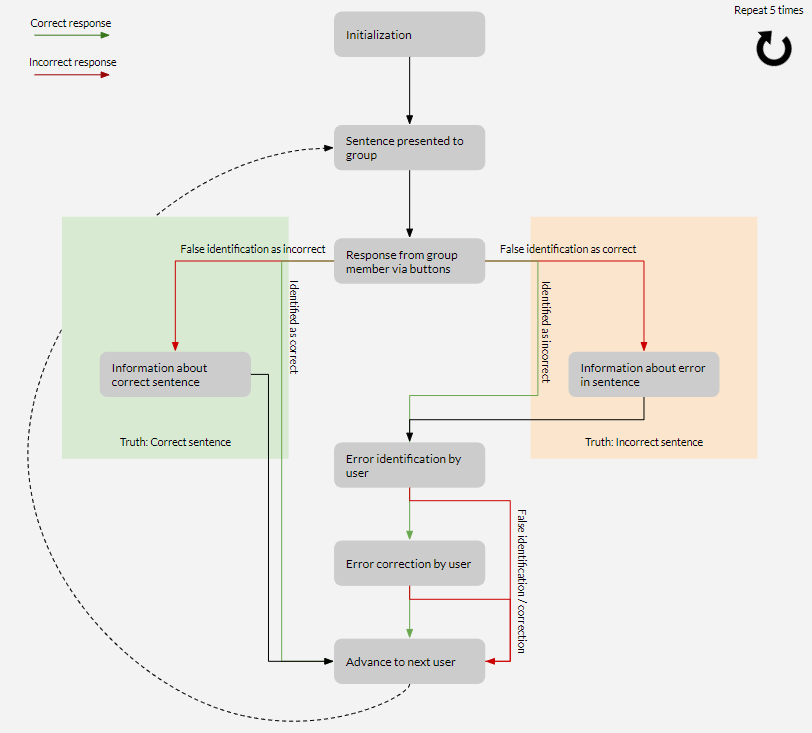 Repeat 5 times
Correct response
Incorrect response
Initialization
Sentence presented to
group
False identification as incorrect
Response from group
member via buttons
False identification as correct
Identified as correct
Identified as incorrect
Information about
correct sentence
Information about error
in sentence
Truth: Correct sentence
Truth: Incorrect sentence
Error identification by
user
False identification / correction
Error correction by user
Advance to next user